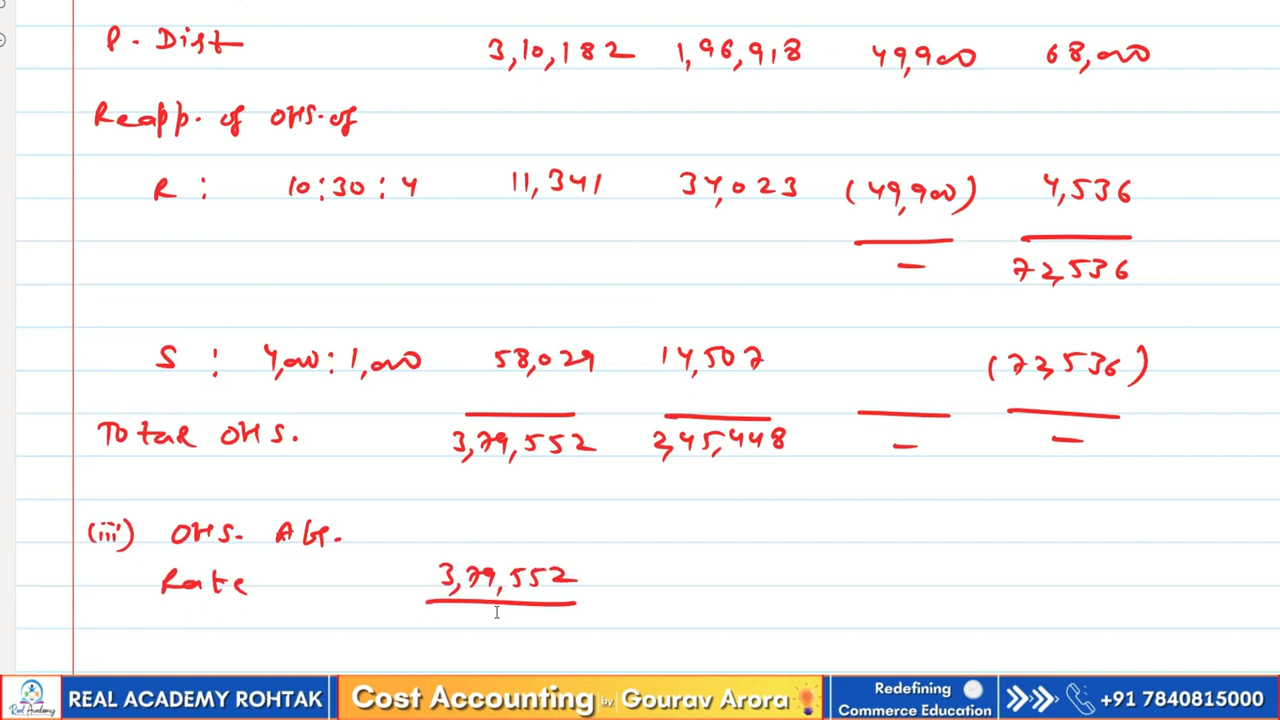 P. Dist 3,10,182 1,96,918 49,900 68,000
Reapp. of OHS. of
R : 10:30:4 11,341 34,023 (49,900) 4,536
— 72,536
S : 4,000:1,000 58,029 14,507 (72,536)
Total OHS. 3,79,552 2,45,448 — —
(iii) OHS. Abs.
Rate 3,79,552
Real Academy REAL ACADEMY ROHTAK Cost Accounting by Gourav Arora Redefining Commerce Education +91 7840815000